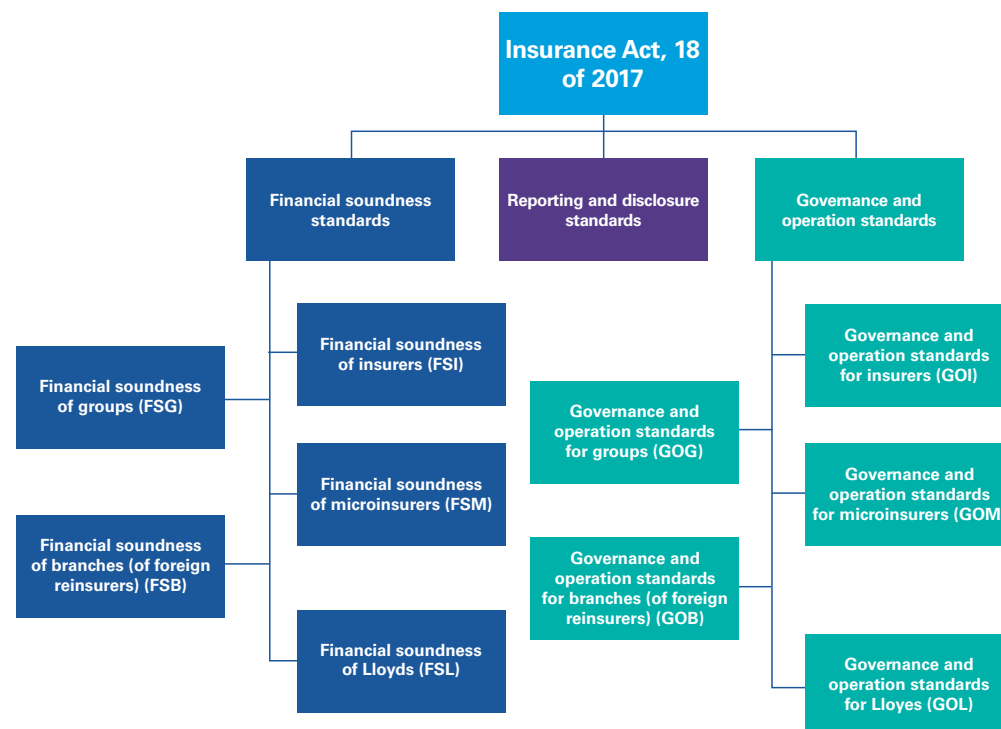 Insurance Act, 18
of 2017
Financial soundness
standards
Reporting and disclosure
standards
Governance and
operation standards
Financial soundness
of insurers (FSI)
Governance and
operation standards
for insurers (GOI)
Financial soundness
of groups (FSG)
Governance and
operation standards
for groups (GOG)
Financial soundness
of microinsurers (FSM)
Governance and
operation standards
for microinsurers (GOM
Financial soundness
of branches (of foreign
reinsurers) (FSB)
Governance and
operation standards
for branches (of foreign
reinsurers) (GOB)
Financial soundness
of Lloyds (FSL)
Governance and
operation standards
for Lloyes (GOL)